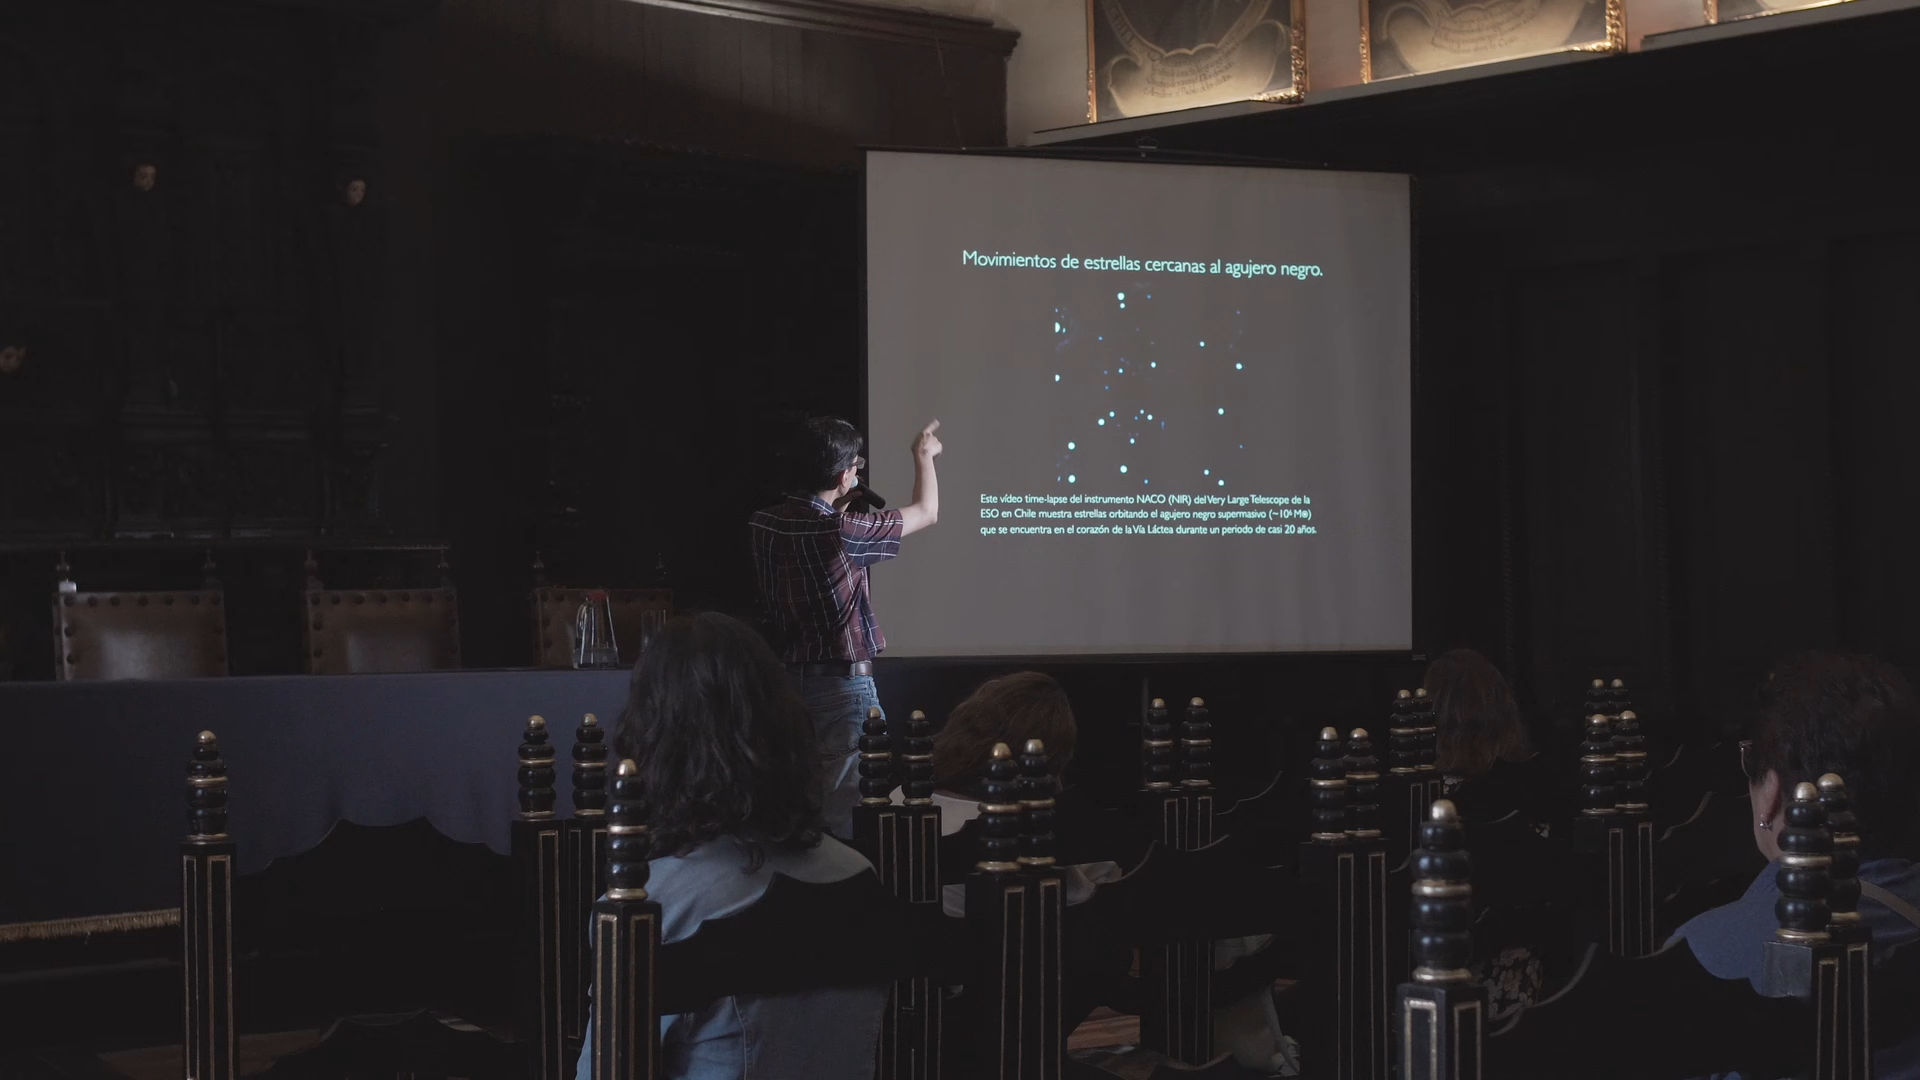 Movimientos de estrellas cercanas al agujero negro.
Este vídeo time-lapse del instrumento NACO (NIR) del Very Large Telescope de la
ESO en Chile muestra estrellas orbitando el agujero negro supermasivo (~10⁶ M⊙)
que se encuentra en el corazón de la Vía Láctea durante un periodo de casi 20 años.